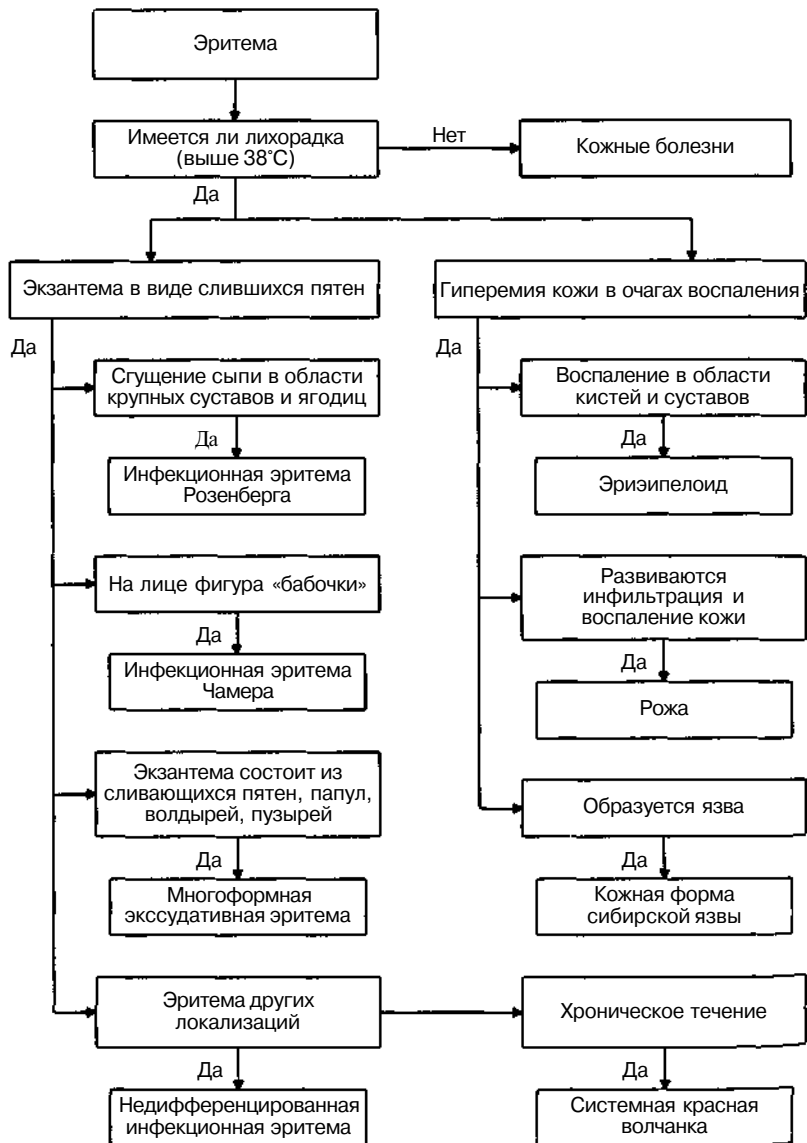 Эритема
Имеется ли лихорадка
(выше 38°С)
Нет
Кожные болезни
Да
Экзантема в виде слившихся пятен
Гиперемия кожи в очагах воспаления
Да
Да
Сгущение сыпи в области
крупных суставов и ягодиц
Воспаление в области
кистей и суставов
Да
Да
Инфекционная эритема
Розенберга
Эриэипелоид
На лице фигура «бабочки»
Развиваются
инфильтрация и
воспаление кожи
Да
Да
Инфекционная эритема
Чамера
Рожа
Экзантема состоит из
сливающихся пятен, папул,
волдырей, пузырей
Образуется язва
Да
Да
Многоформная
экссудативная эритема
Кожная форма
сибирской язвы
Эритема других
локализаций
Хроническое течение
Да
Да
Недифференцированная
инфекционная эритема
Системная красная
волчанка